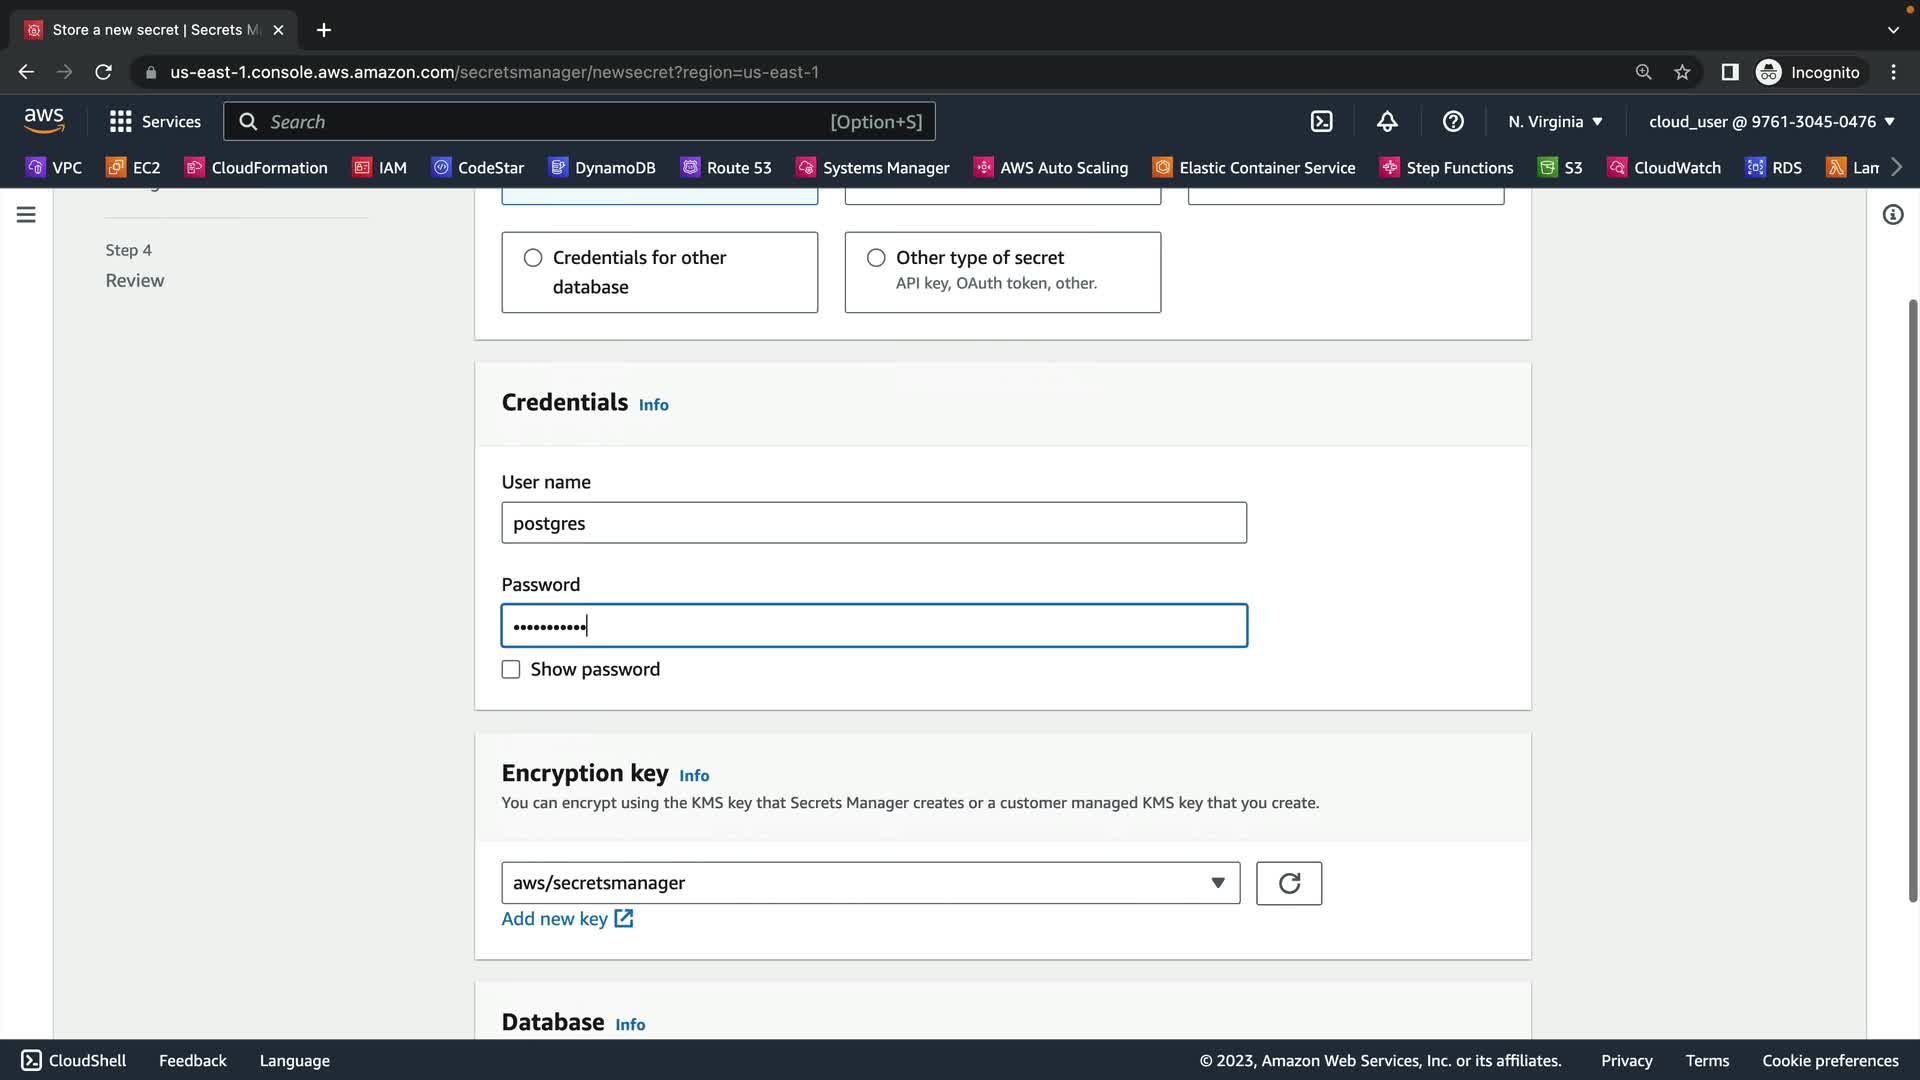 Store a new secret | Secrets M
us-east-1.console.aws.amazon.com/secretsmanager/newsecret?region=us-east-1
Incognito
aws
Services
Search
[Option+S]
N. Virginia
cloud_user @ 9761-3045-0476
VPC
EC2
CloudFormation
IAM
CodeStar
DynamoDB
Route 53
Systems Manager
AWS Auto Scaling
Elastic Container Service
Step Functions
S3
CloudWatch
RDS
Lam
Step 4
Review
Credentials for other
database
Other type of secret
API key, OAuth token, other.
Credentials Info
User name
postgres
Password
•••••••••••
Show password
Encryption key Info
You can encrypt using the KMS key that Secrets Manager creates or a customer managed KMS key that you create.
aws/secretsmanager
Add new key
Database Info
CloudShell
Feedback
Language
© 2023, Amazon Web Services, Inc. or its affiliates.
Privacy
Terms
Cookie preferences